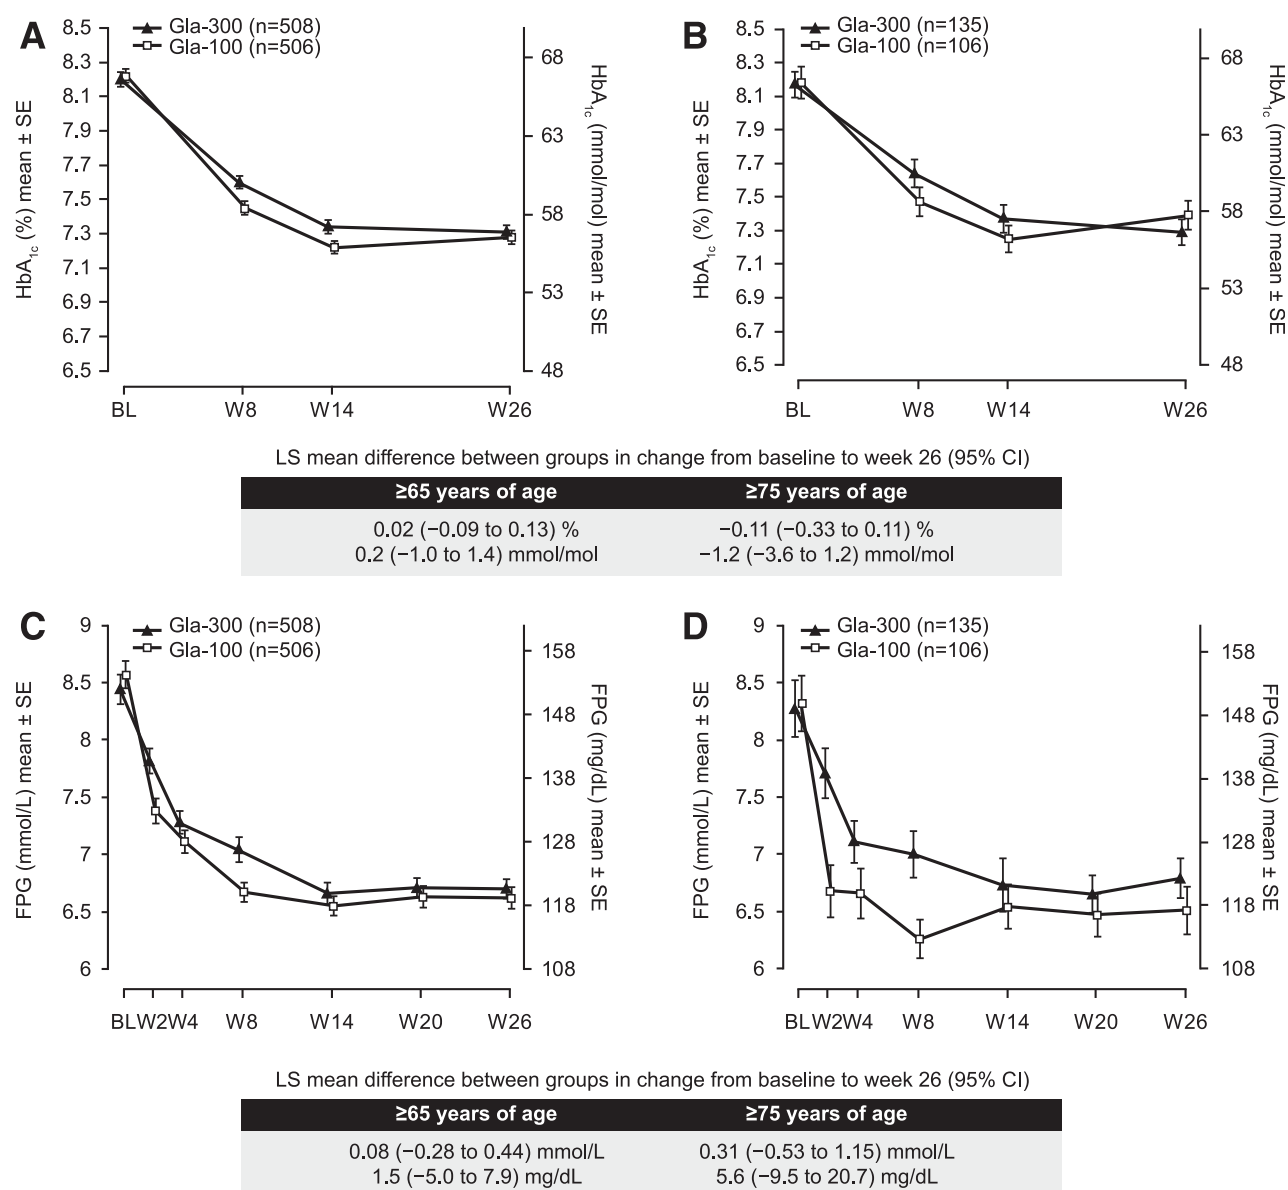 A
Gla-300 (n=508)
Gla-100 (n=506)
HbA1c (%) mean ± SE
8.5
8.3
8.1
7.9
7.7
7.5
7.3
7.1
6.9
6.7
6.5
68
63
58
53
48
HbA1c (mmol/mol) mean ± SE
BL W8 W14 W26
B
Gla-300 (n=135)
Gla-100 (n=106)
HbA1c (%) mean ± SE
8.5
8.3
8.1
7.9
7.7
7.5
7.3
7.1
6.9
6.7
6.5
68
63
58
53
48
HbA1c (mmol/mol) mean ± SE
BL W8 W14 W26
LS mean difference between groups in change from baseline to week 26 (95% CI)
≥65 years of age ≥75 years of age
0.02 (−0.09 to 0.13) % −0.11 (−0.33 to 0.11) %
0.2 (−1.0 to 1.4) mmol/mol −1.2 (−3.6 to 1.2) mmol/mol
C
Gla-300 (n=508)
Gla-100 (n=506)
FPG (mmol/L) mean ± SE
9
8.5
8
7.5
7
6.5
6
158
148
138
128
118
108
FPG (mg/dL) mean ± SE
BL W2 W4 W8 W14 W20 W26
D
Gla-300 (n=135)
Gla-100 (n=106)
FPG (mmol/L) mean ± SE
9
8.5
8
7.5
7
6.5
6
158
148
138
128
118
108
FPG (mg/dL) mean ± SE
BL W2 W4 W8 W14 W20 W26
LS mean difference between groups in change from baseline to week 26 (95% CI)
≥65 years of age ≥75 years of age
0.08 (−0.28 to 0.44) mmol/L 0.31 (−0.53 to 1.15) mmol/L
1.5 (−5.0 to 7.9) mg/dL 5.6 (−9.5 to 20.7) mg/dL